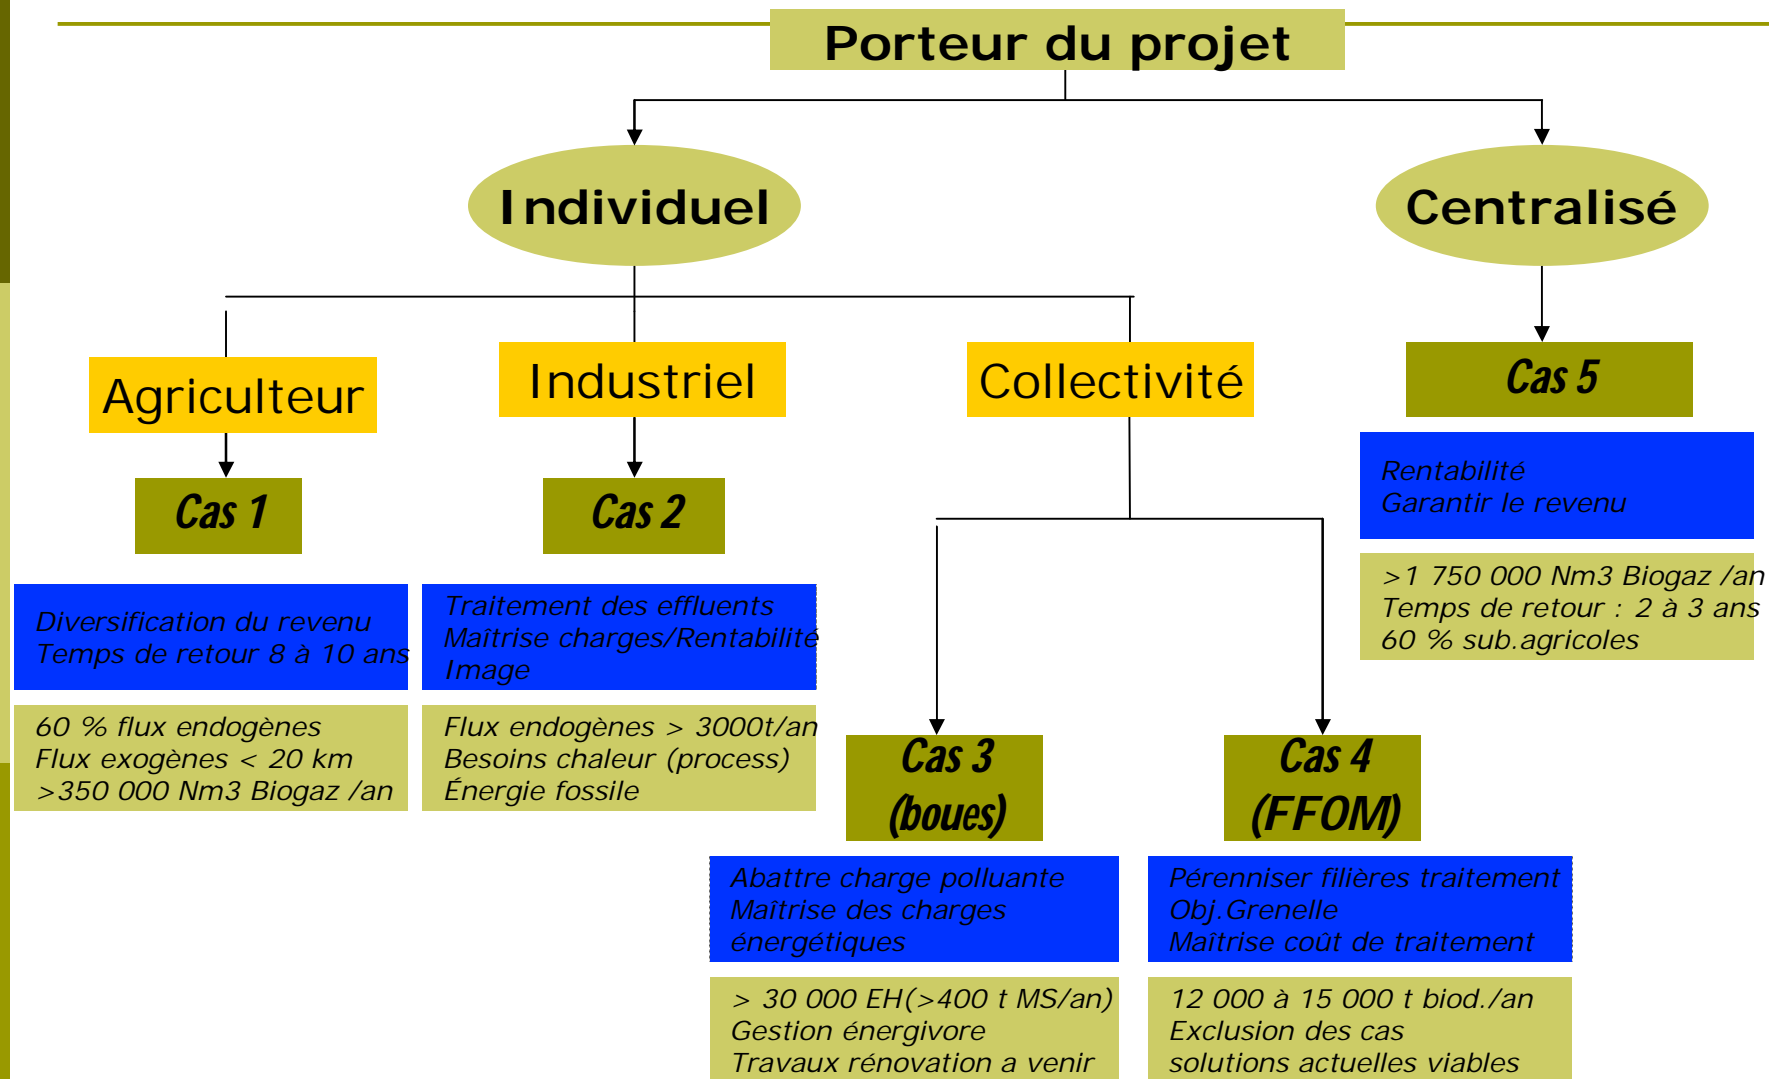 Porteur du projet
Individuel
Centralisé
Agriculteur
Industriel
Collectivité
Cas 5
Rentabilité
Garantir le revenu
>1 750 000 Nm3 Biogaz /an
Temps de retour : 2 à 3 ans
60 % sub.agricoles
Cas 1
Diversification du revenu
Temps de retour 8 à 10 ans
60 % flux endogènes
Flux exogènes < 20 km
>350 000 Nm3 Biogaz /an
Cas 2
Traitement des effluents
Maîtrise charges/Rentabilité
Image
Flux endogènes > 3000t/an
Besoins chaleur (process)
Énergie fossile
Cas 3
(boues)
Abattre charge polluante
Maîtrise des charges
énergétiques
> 30 000 EH(>400 t MS/an)
Gestion énergivore
Travaux rénovation a venir
Cas 4
(FFOM)
Pérenniser filières traitement
Obj.Grenelle
Maîtrise coût de traitement
12 000 à 15 000 t biod./an
Exclusion des cas
solutions actuelles viables